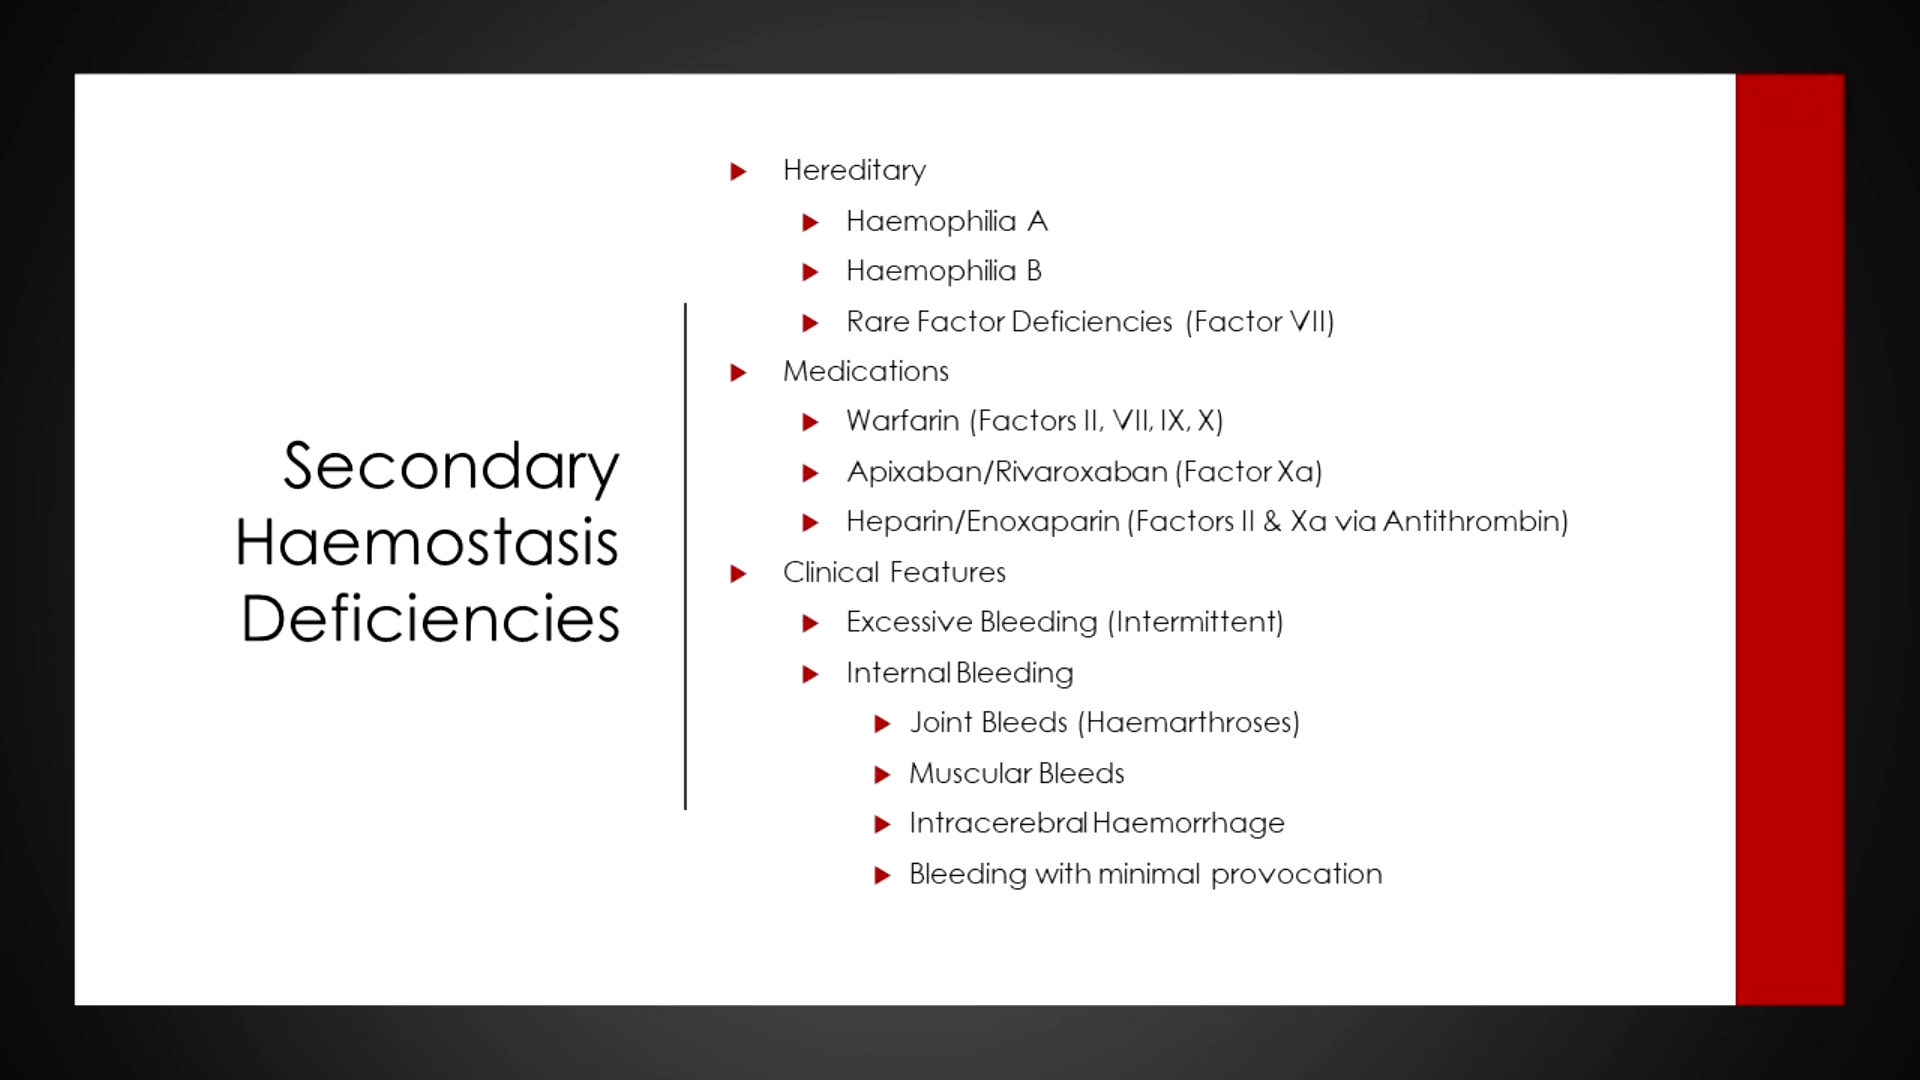 Secondary
Haemostasis
Deficiencies
Hereditary
Haemophilia A
Haemophilia B
Rare Factor Deficiencies (Factor VII)
Medications
Warfarin (Factors II, VII, IX, X)
Apixaban/Rivaroxaban (Factor Xa)
Heparin/Enoxaparin (Factors II & Xa via Antithrombin)
Clinical Features
Excessive Bleeding (Intermittent)
Internal Bleeding
Joint Bleeds (Haemarthroses)
Muscular Bleeds
Intracerebral Haemorrhage
Bleeding with minimal provocation